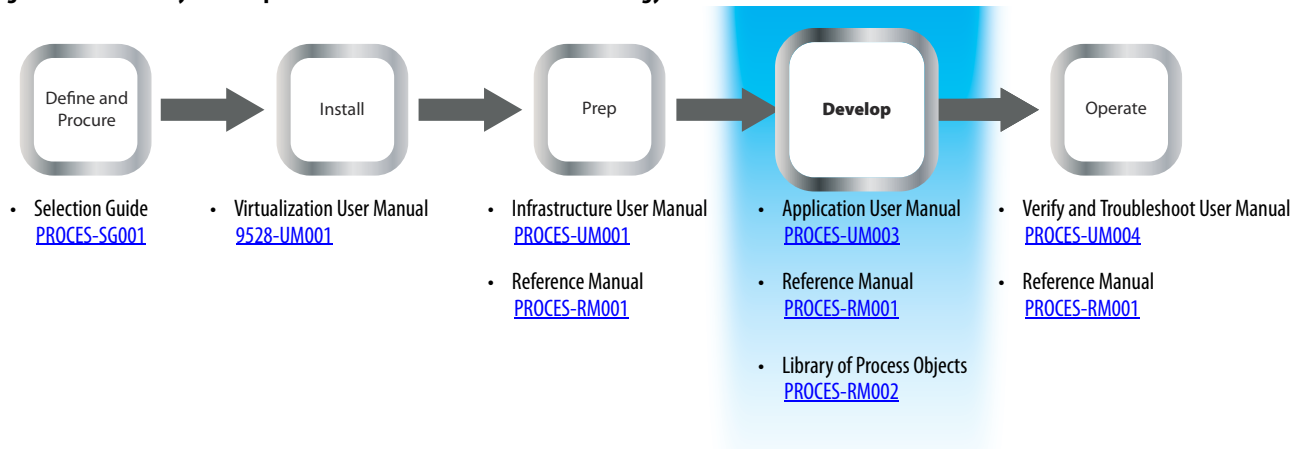 Define and
Procure
Install
Prep
Develop
Operate
• Selection Guide
PROCES-SG001
• Virtualization User Manual
9528-UM001
• Infrastructure User Manual
PROCES-UM001
• Reference Manual
PROCES-RM001
• Application User Manual
PROCES-UM003
• Reference Manual
PROCES-RM001
• Library of Process Objects
PROCES-RM002
• Verify and Troubleshoot User Manual
PROCES-UM004
• Reference Manual
PROCES-RM001